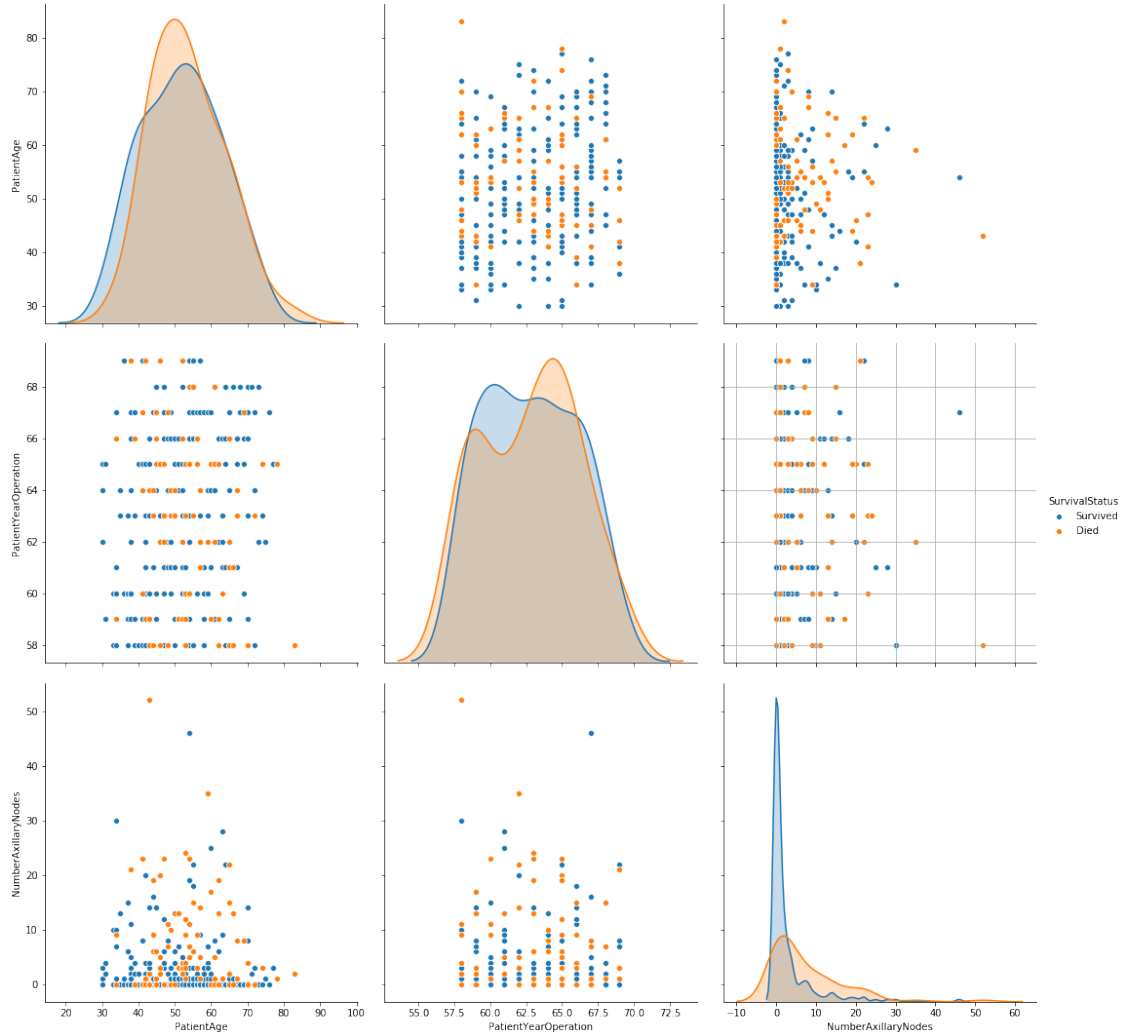 PatientAge
80
70
60
50
40
30
PatientYearOperation
68
66
64
62
60
58
SurvivalStatus
Survived
Died
NumberAxillaryNodes
50
40
30
20
10
0
20 30 40 50 60 70 80 90 100
55.0 57.5 60.0 62.5 65.0 67.5 70.0 72.5
−10 0 10 20 30 40 50 60
PatientAge
PatientYearOperation
NumberAxillaryNodes